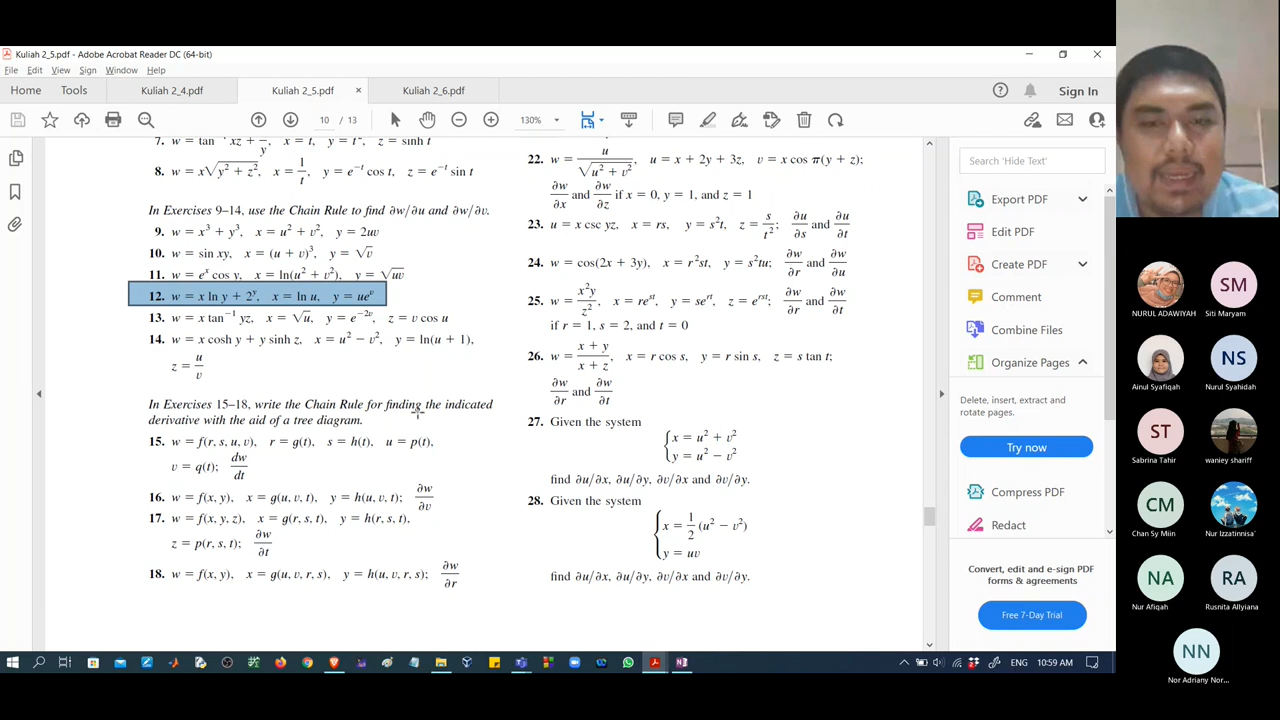 Kuliah 2_5.pdf - Adobe Acrobat Reader DC (64-bit)
File Edit View Sign Window Help
Home Tools Kuliah 2_4.pdf Kuliah 2_5.pdf × Kuliah 2_6.pdf Sign In
10 / 13 130%
7. w = tan⁻¹ xz + z/y, x = t, y = t², z = sinh t
8. w = x√(y² + z²), x = 1/t, y = e⁻ᵗ cos t, z = e⁻ᵗ sin t
In Exercises 9–14, use the Chain Rule to find ∂w/∂u and ∂w/∂v.
9. w = x³ + y³, x = u² + v², y = 2uv
10. w = sin xy, x = (u + v)³, y = √v
11. w = eˣ cos y, x = ln(u² + v²), y = √uv
12. w = x ln y + 2ʸ, x = ln u, y = ueᵛ
13. w = x tan⁻¹ yz, x = √u, y = e⁻²ᵛ, z = v cos u
14. w = x cosh y + y sinh z, x = u² − v², y = ln(u + 1),
z = u/v
In Exercises 15–18, write the Chain Rule for finding the indicated
derivative with the aid of a tree diagram.
15. w = f(r, s, u, v), r = g(t), s = h(t), u = p(t),
v = q(t); dw/dt
16. w = f(x, y), x = g(u, v, t), y = h(u, v, t); ∂w/∂v
17. w = f(x, y, z), x = g(r, s, t), y = h(r, s, t),
z = p(r, s, t); ∂w/∂t
18. w = f(x, y), x = g(u, v, r, s), y = h(u, v, r, s); ∂w/∂r
22. w = u/√(u² + v²), u = x + 2y + 3z, v = x cos π(y + z);
∂w/∂x and ∂w/∂z if x = 0, y = 1, and z = 1
23. u = x csc yz, x = rs, y = s²t, z = s/t²; ∂u/∂s and ∂u/∂t
24. w = cos(2x + 3y), x = r²st, y = s²tu; ∂w/∂r and ∂w/∂u
25. w = x²y/z², x = reˢᵗ, y = seʳᵗ, z = eʳˢᵗ; ∂w/∂r and ∂w/∂t
if r = 1, s = 2, and t = 0
26. w = (x + y)/(x + z), x = r cos s, y = r sin s, z = s tan t;
∂w/∂r and ∂w/∂t
27. Given the system
{x = u² + v²
y = u² − v²
find ∂u/∂x, ∂u/∂y, ∂v/∂x and ∂v/∂y.
28. Given the system
{x = 1/2 (u² − v²)
y = uv
find ∂u/∂x, ∂u/∂y, ∂v/∂x and ∂v/∂y.
Search 'Hide Text'
Export PDF
Edit PDF
Create PDF
Comment
Combine Files
Organize Pages
Delete, insert, extract and
rotate pages.
Try now
Compress PDF
Redact
Convert, edit and e-sign PDF
forms & agreements
Free 7-Day Trial
ENG 10:59 AM
SM
NURUL ADAWIYAH Siti Maryam
NS
Ainul Syafiqah Nurul Syahidah
ST
Sabrina Tahir waniey shariff
CM
Chan Sy Miin Nur Izzatinnisa'
NA RA
Nur Afiqah Rusnita Allyiana
NN
Nor Adriany Nor...